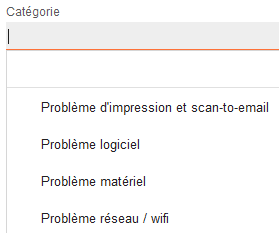 Catégorie
Problème d'impression et scan-to-email
Problème logiciel
Problème matériel
Problème réseau / wifi